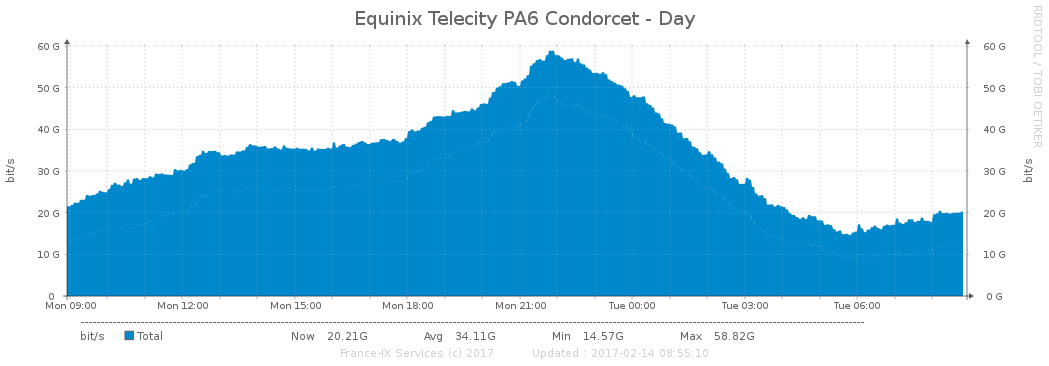 Equinix Telecity PA6 Condorcet - Day
RRDTOOL / TOBI OETIKER
60 G 60 G
50 G 50 G
40 G 40 G
30 G 30 G
20 G 20 G
10 G 10 G
0 0 G
bit/s bit/s
Mon 09:00 Mon 12:00 Mon 15:00 Mon 18:00 Mon 21:00 Tue 00:00 Tue 03:00 Tue 06:00
bit/s Total Now 20.21G Avg 34.11G Min 14.57G Max 58.82G
France-IX Services (c) 2017 Updated : 2017-02-14 08:55:10